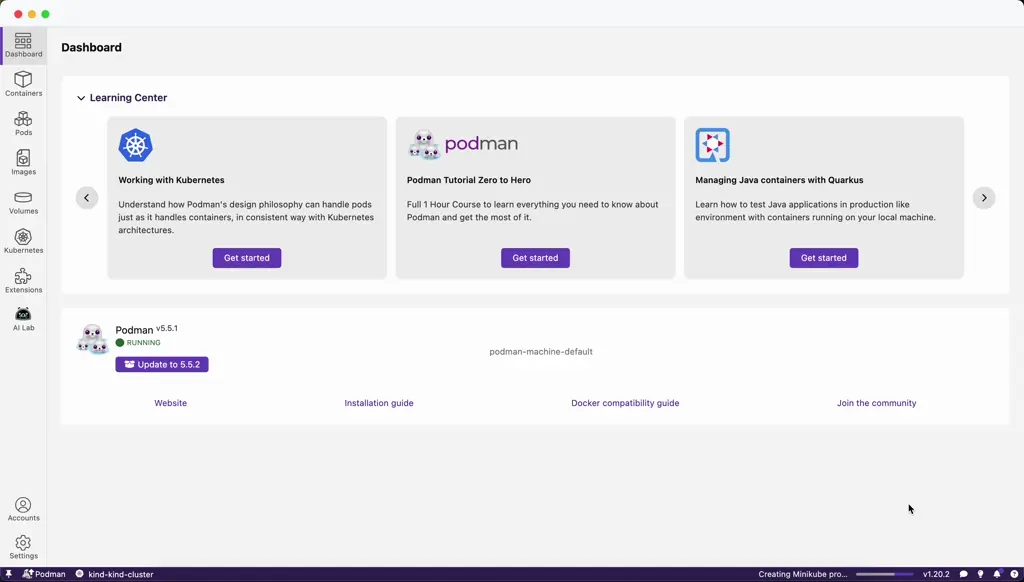 Dashboard
Dashboard
Containers
Pods
Images
Volumes
Kubernetes
Extensions
AI Lab
Accounts
Settings
Learning Center
Working with Kubernetes
Understand how Podman's design philosophy can handle pods
just as it handles containers, in consistent way with Kubernetes
architectures.
Get started
podman
Podman Tutorial Zero to Hero
Full 1 Hour Course to learn everything you need to know about
Podman and get the most of it.
Get started
Managing Java containers with Quarkus
Learn how to test Java applications in production like
environment with containers running on your local machine.
Get started
Podman v5.5.1
RUNNING
Update to 5.5.2
podman-machine-default
Website
Installation guide
Docker compatibility guide
Join the community
Podman
kind-kind-cluster
Creating Minikube pro...
v1.20.2